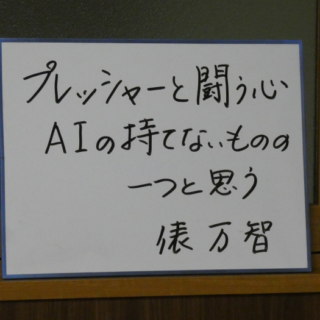 プレッシャーと闘う心
AIの持てないものの
一つと思う
俵万智